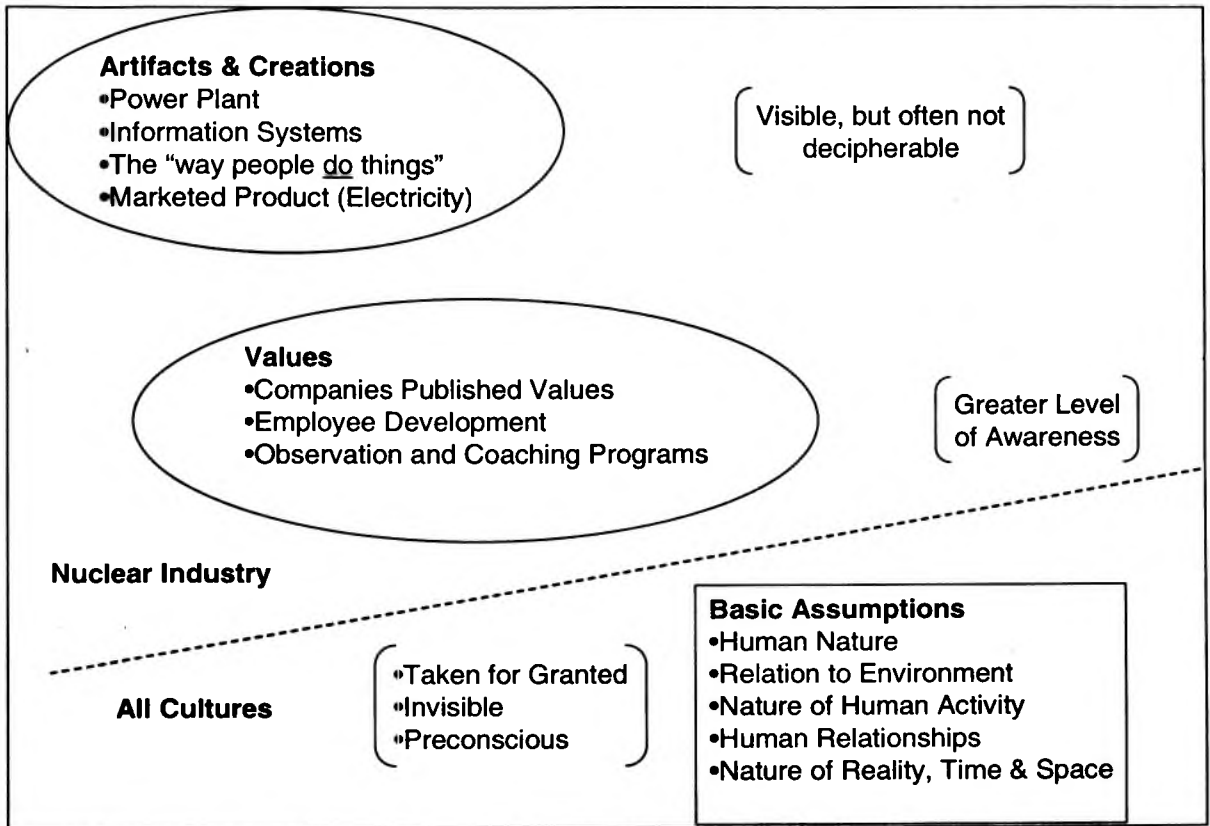 Artifacts & Creations
•Power Plant
•Information Systems
•The “way people do things”
•Marketed Product (Electricity)
Visible, but often not
decipherable
Values
•Companies Published Values
•Employee Development
•Observation and Coaching Programs
Greater Level
of Awareness
Nuclear Industry
All Cultures
•Taken for Granted
•Invisible
•Preconscious
Basic Assumptions
•Human Nature
•Relation to Environment
•Nature of Human Activity
•Human Relationships
•Nature of Reality, Time & Space